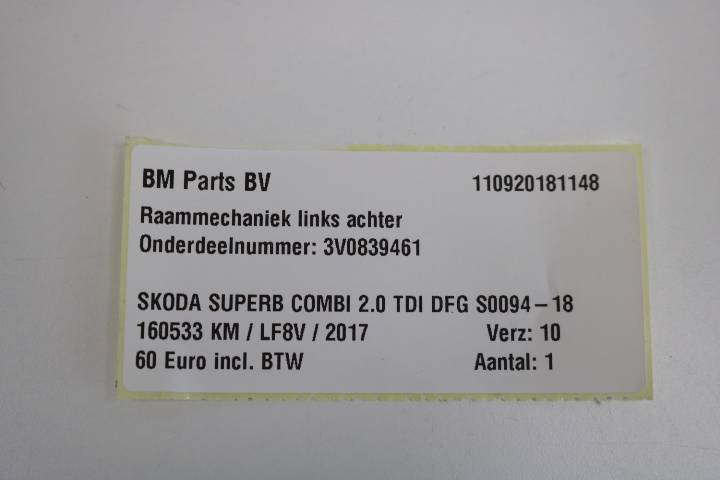 BM Parts BV 110920181148
Raammechaniek links achter
Onderdeelnummer: 3V0839461
SKODA SUPERB COMBI 2.0 TDI DFG S0094-18
160533 KM / LF8V / 2017 Verz: 10
60 Euro incl. BTW Aantal: 1